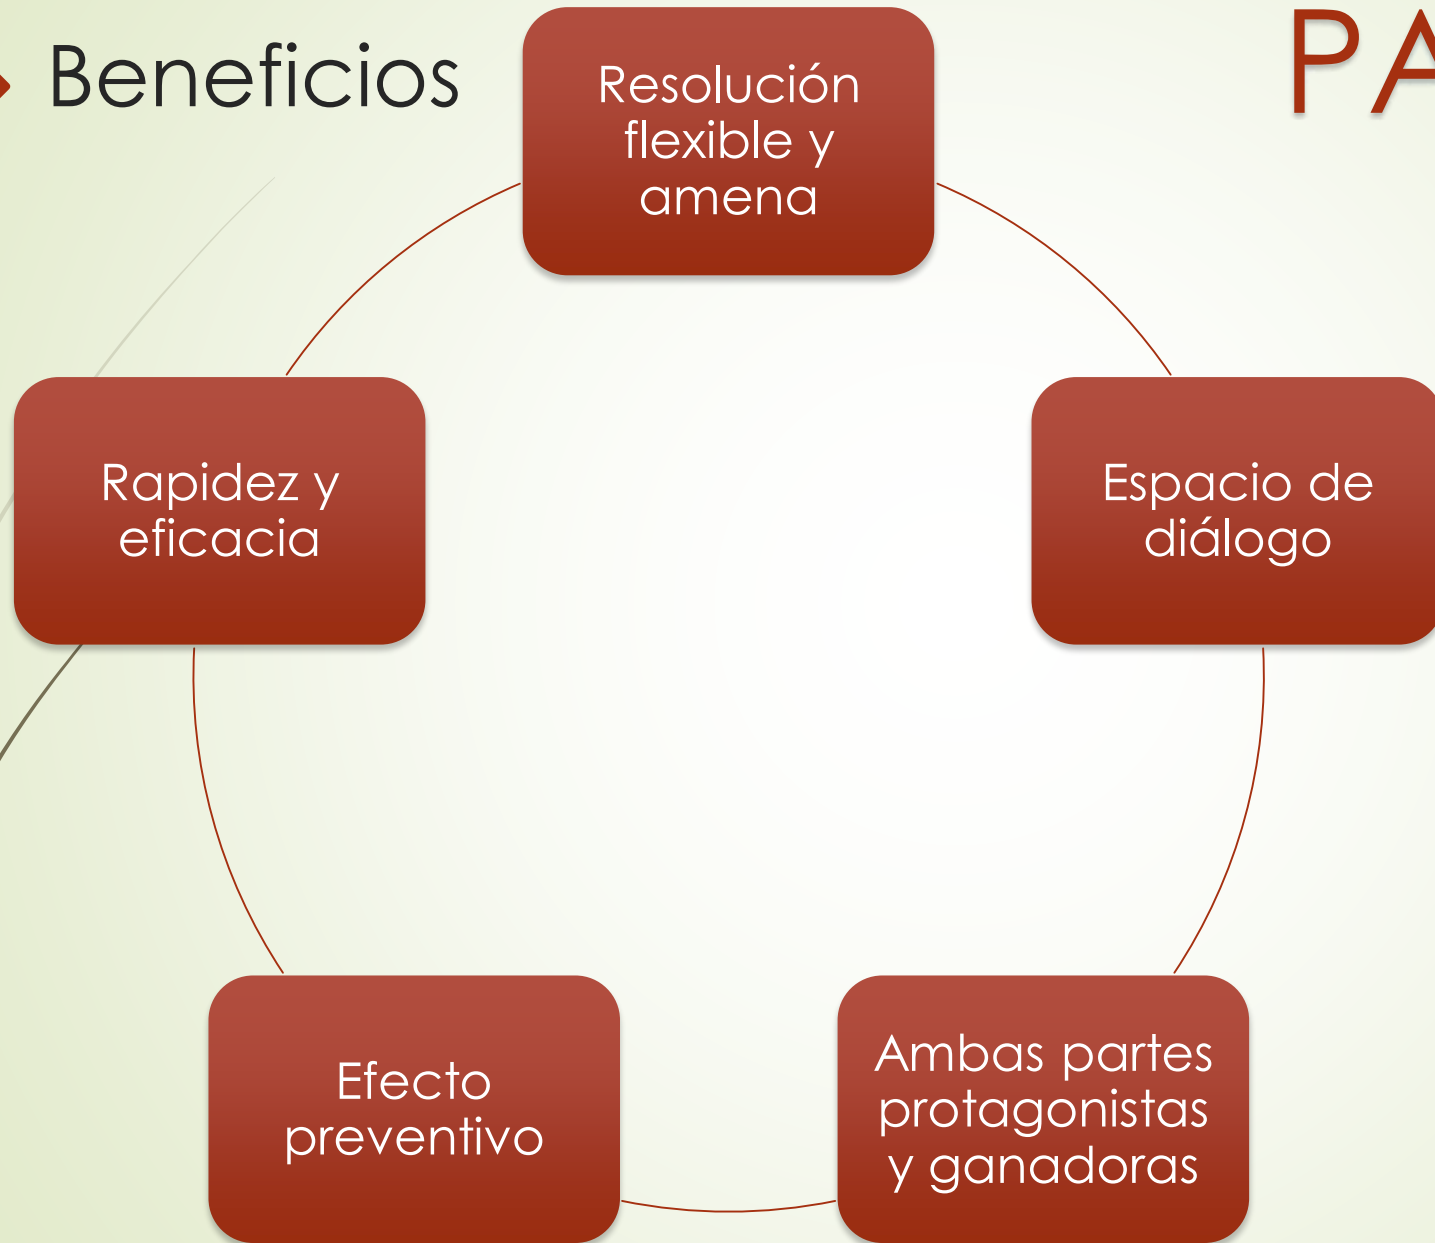 Beneficios
PA
Resolución
flexible y
amena
Espacio de
diálogo
Ambas partes
protagonistas
y ganadoras
Efecto
preventivo
Rapidez y
eficacia